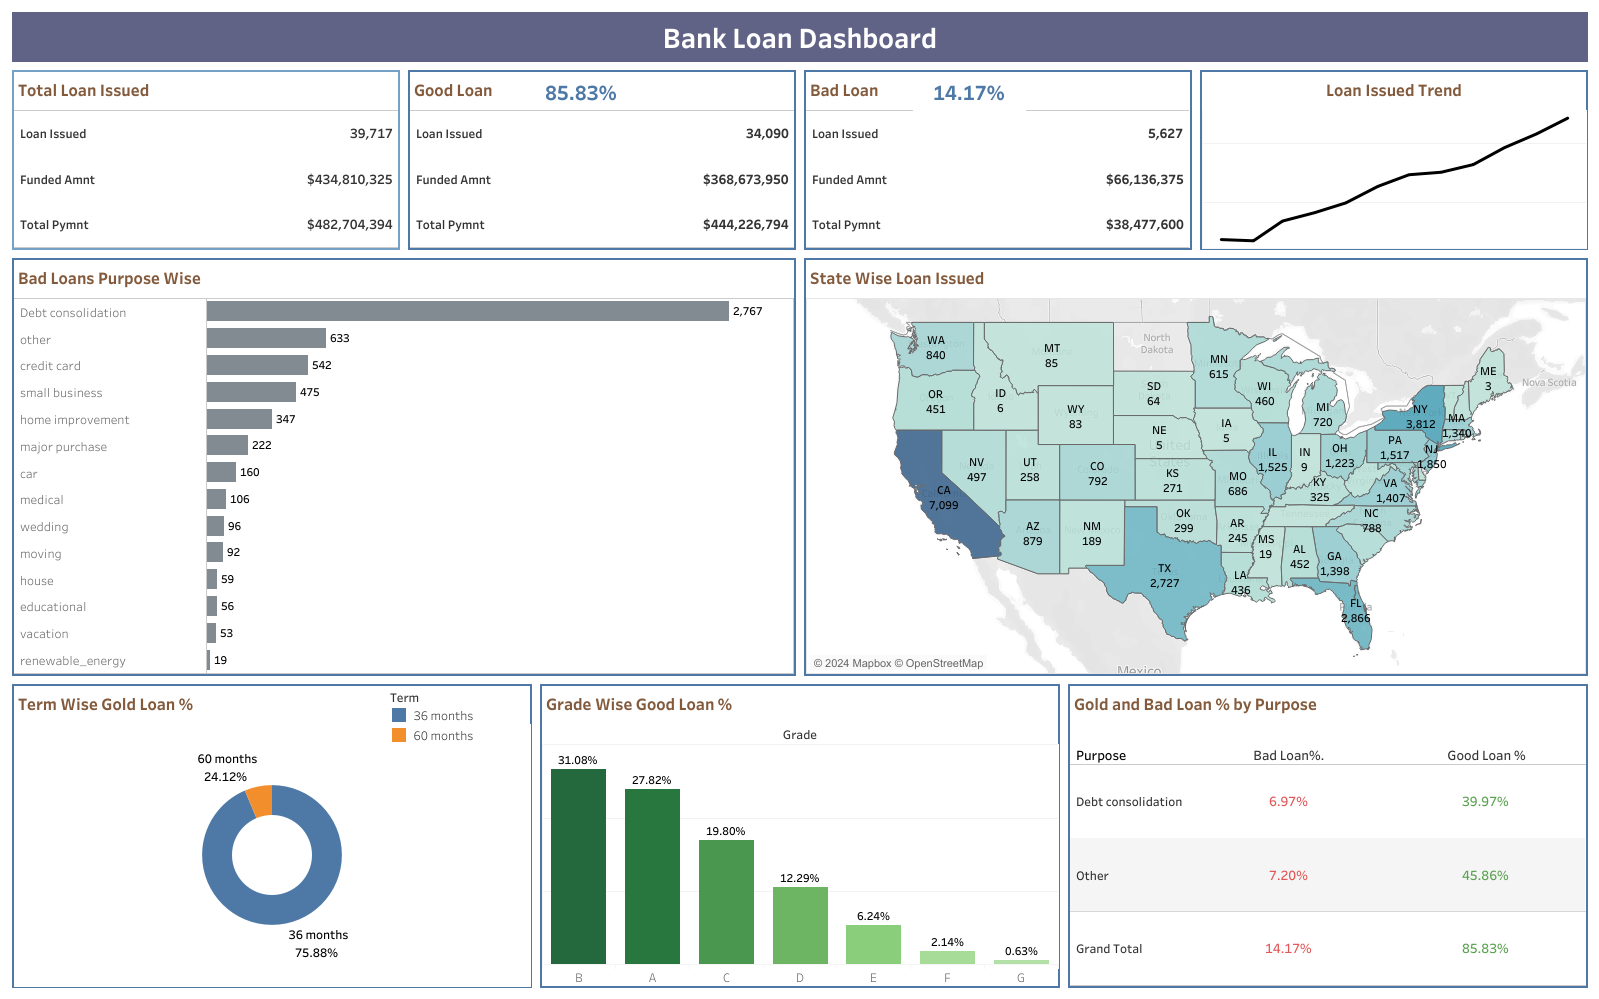 Bank Loan Dashboard
Total Loan Issued
Loan Issued 39,717
Funded Amnt $434,810,325
Total Pymnt $482,704,394
Good Loan 85.83%
Loan Issued 34,090
Funded Amnt $368,673,950
Total Pymnt $444,226,794
Bad Loan 14.17%
Loan Issued 5,627
Funded Amnt $66,136,375
Total Pymnt $38,477,600
Loan Issued Trend
Bad Loans Purpose Wise
Debt consolidation 2,767
other 633
credit card 542
small business 475
home improvement 347
major purchase 222
car 160
medical 106
wedding 96
moving 92
house 59
educational 56
vacation 53
renewable_energy 19
State Wise Loan Issued
WA
840
MT
85
North
Dakota
MN
615
ME
3
Nova Scotia
OR
451
ID
6
WY
83
SD
64
WI
460
MI
720
NY
3,812
MA
1,340
NE
5
IA
5
United
States
NV
497
UT
258
CO
792
KS
271
MO
686
IL
1,525
IN
9
OH
1,223
PA
1,517
NJ
1,850
CA
7,099
KY
325
VA
1,407
AZ
879
NM
189
OK
299
AR
245
Tennessee
NC
788
MS
19
AL
452
GA
1,398
TX
2,727
LA
436
FL
2,866
Mexico
© 2024 Mapbox © OpenStreetMap
Term Wise Gold Loan %
Term
36 months
60 months
60 months
24.12%
36 months
75.88%
Grade Wise Good Loan %
Grade
31.08%
27.82%
19.80%
12.29%
6.24%
2.14%
0.63%
B A C D E F G
Gold and Bad Loan % by Purpose
Purpose Bad Loan%. Good Loan %
Debt consolidation 6.97% 39.97%
Other 7.20% 45.86%
Grand Total 14.17% 85.83%